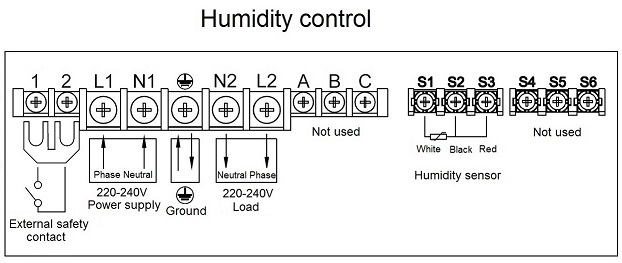 Humidity control
1 2 L1 N1 N2 L2 A B C S1 S2 S3 S4 S5 S6
Not used
Not used
White Black Red
Phase Neutral
Neutral Phase
Humidity sensor
220-240V
Power supply
Ground
220-240V
Load
External safety
contact